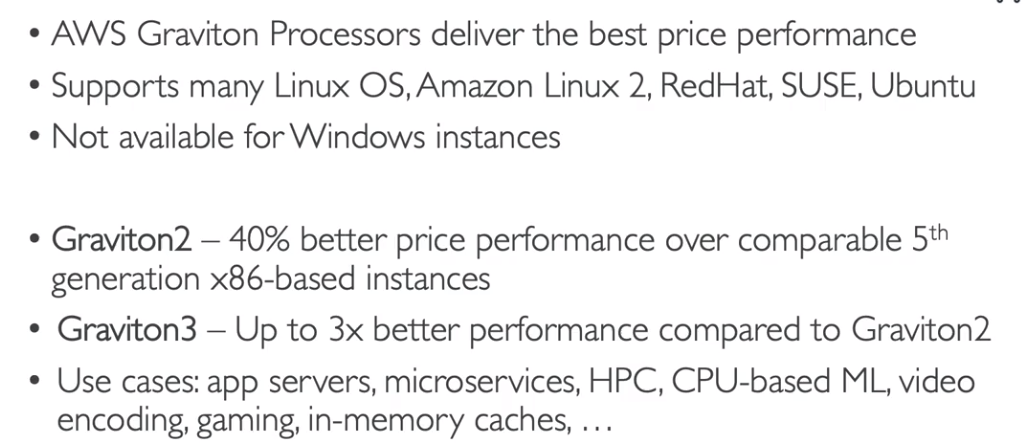 • AWS Graviton Processors deliver the best price performance
• Supports many Linux OS, Amazon Linux 2, RedHat, SUSE, Ubuntu
• Not available for Windows instances
• Graviton2 – 40% better price performance over comparable 5th
generation x86-based instances
• Graviton3 – Up to 3x better performance compared to Graviton2
• Use cases: app servers, microservices, HPC, CPU-based ML, video
encoding, gaming, in-memory caches, …